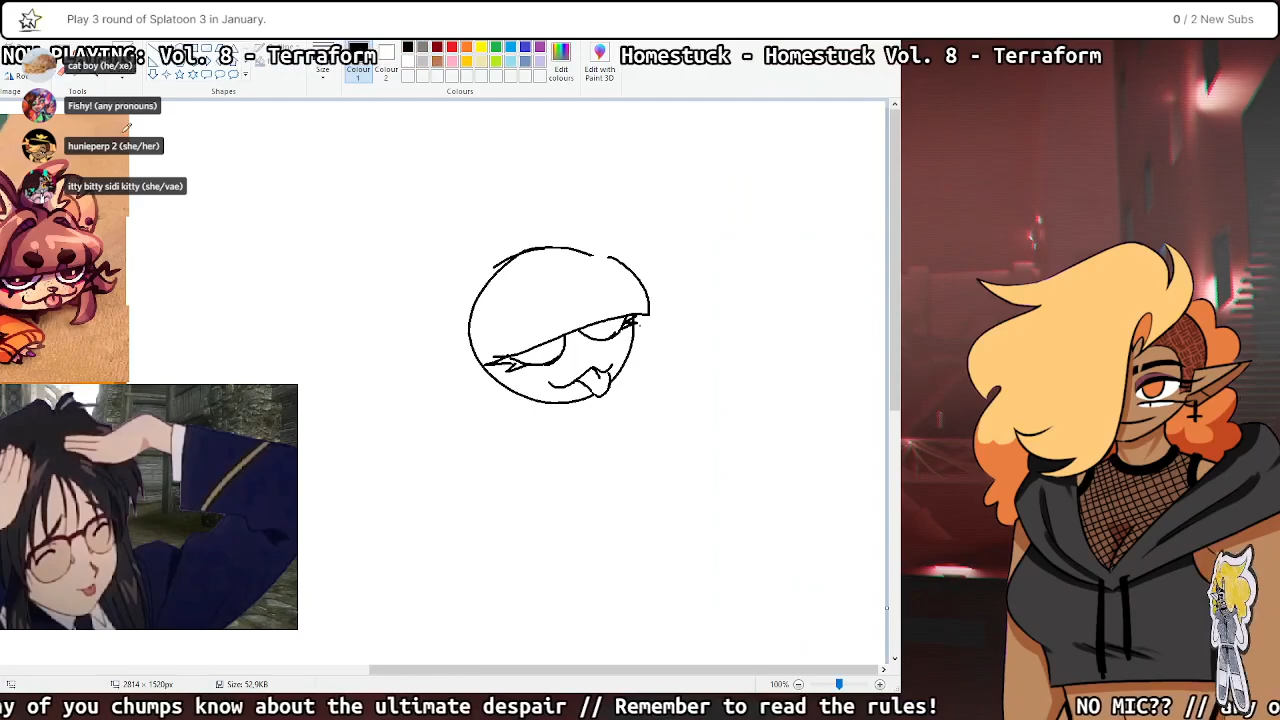 Play 3 round of Splatoon 3 in January.
0 / 2 New Subs
NOW PLAYING: Vol. 8 - Terraform
Homestuck - Homestuck Vol. 8 - Terraform
cat boy (he/xe)
Size
Colour 1
Colour 2
Edit colours
Edit with Paint 3D
Image
Tools
Shapes
Colours
Fishy! (any pronouns)
hunieperp 2 (she/her)
itty bitty sidi kitty (she/vae)
2814 × 1520px
Size: 52,9KB
100%
ny of you chumps know about the ultimate despair // Remember to read the rules!
NO MIC?? //